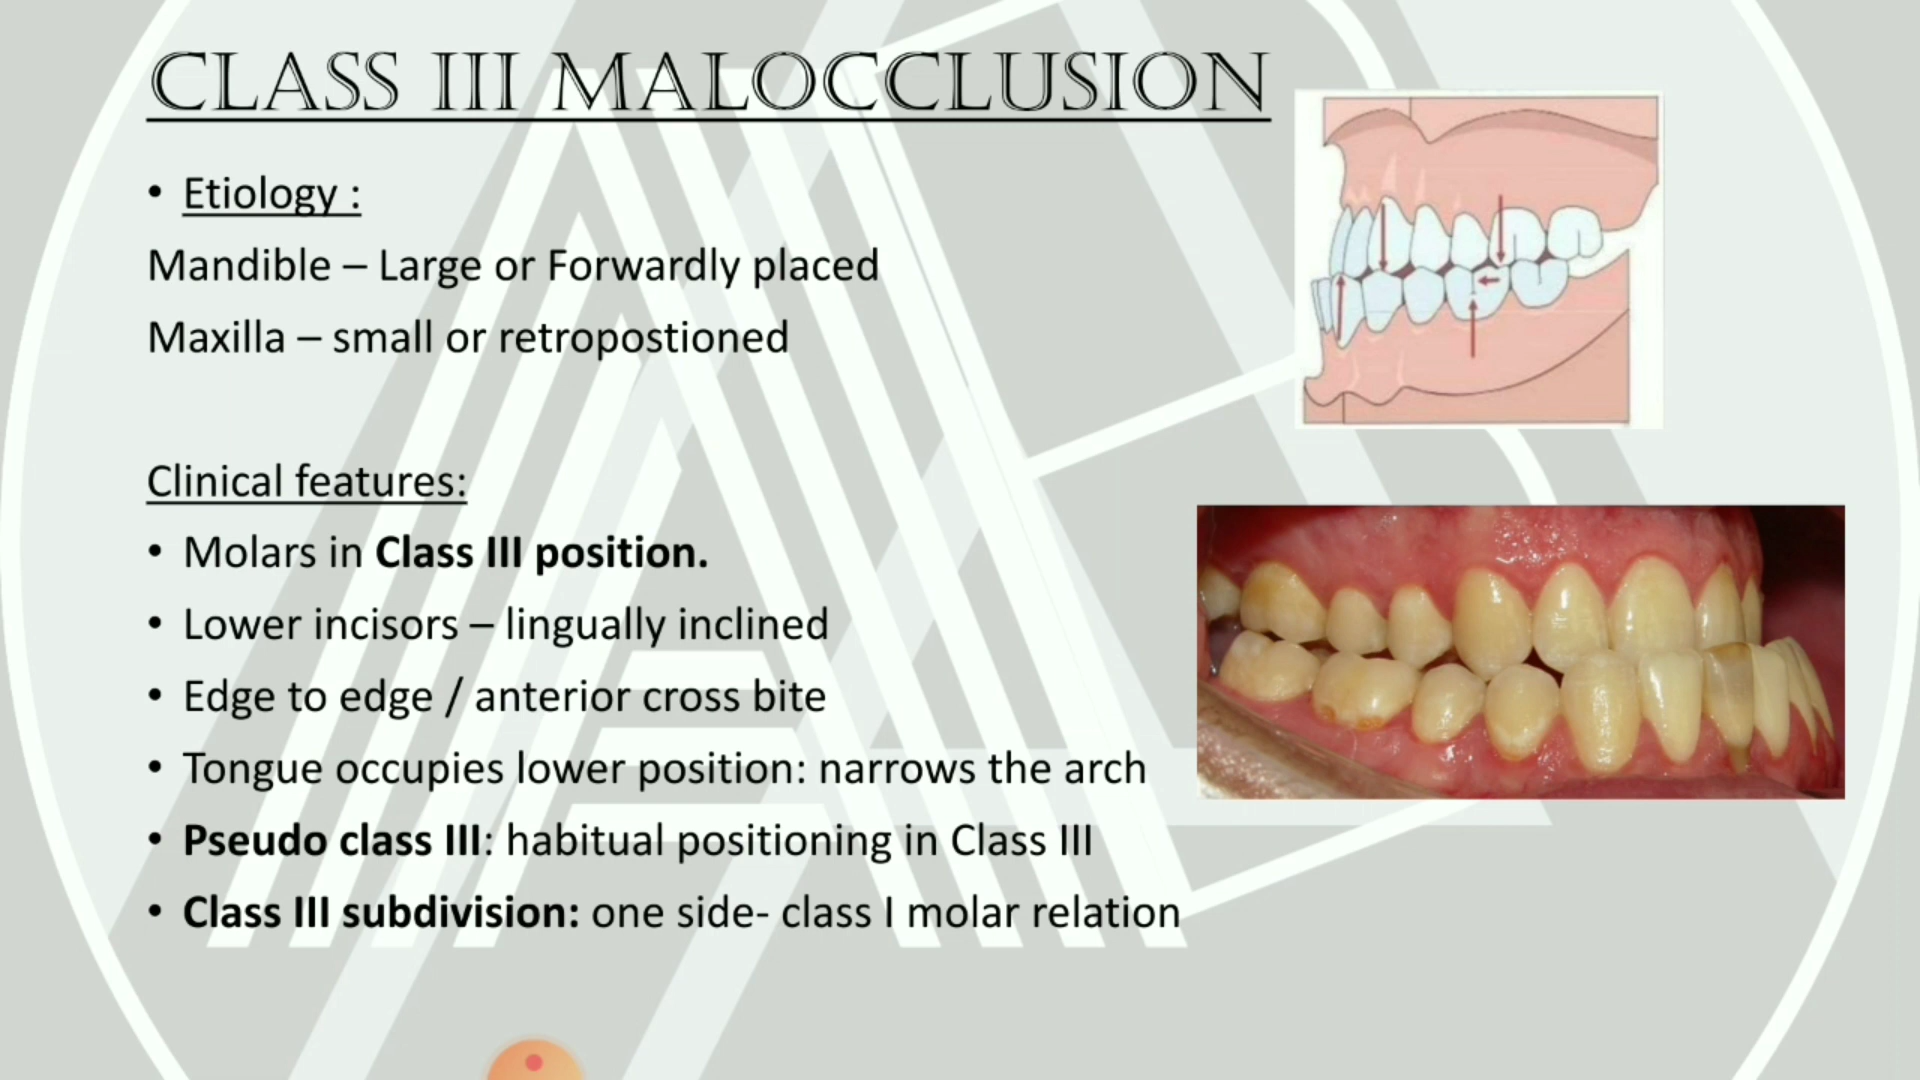 CLASS III MALOCCLUSION
• Etiology :
Mandible – Large or Forwardly placed
Maxilla – small or retropostioned
Clinical features:
• Molars in Class III position.
• Lower incisors – lingually inclined
• Edge to edge / anterior cross bite
• Tongue occupies lower position: narrows the arch
• Pseudo class III: habitual positioning in Class III
• Class III subdivision: one side- class I molar relation